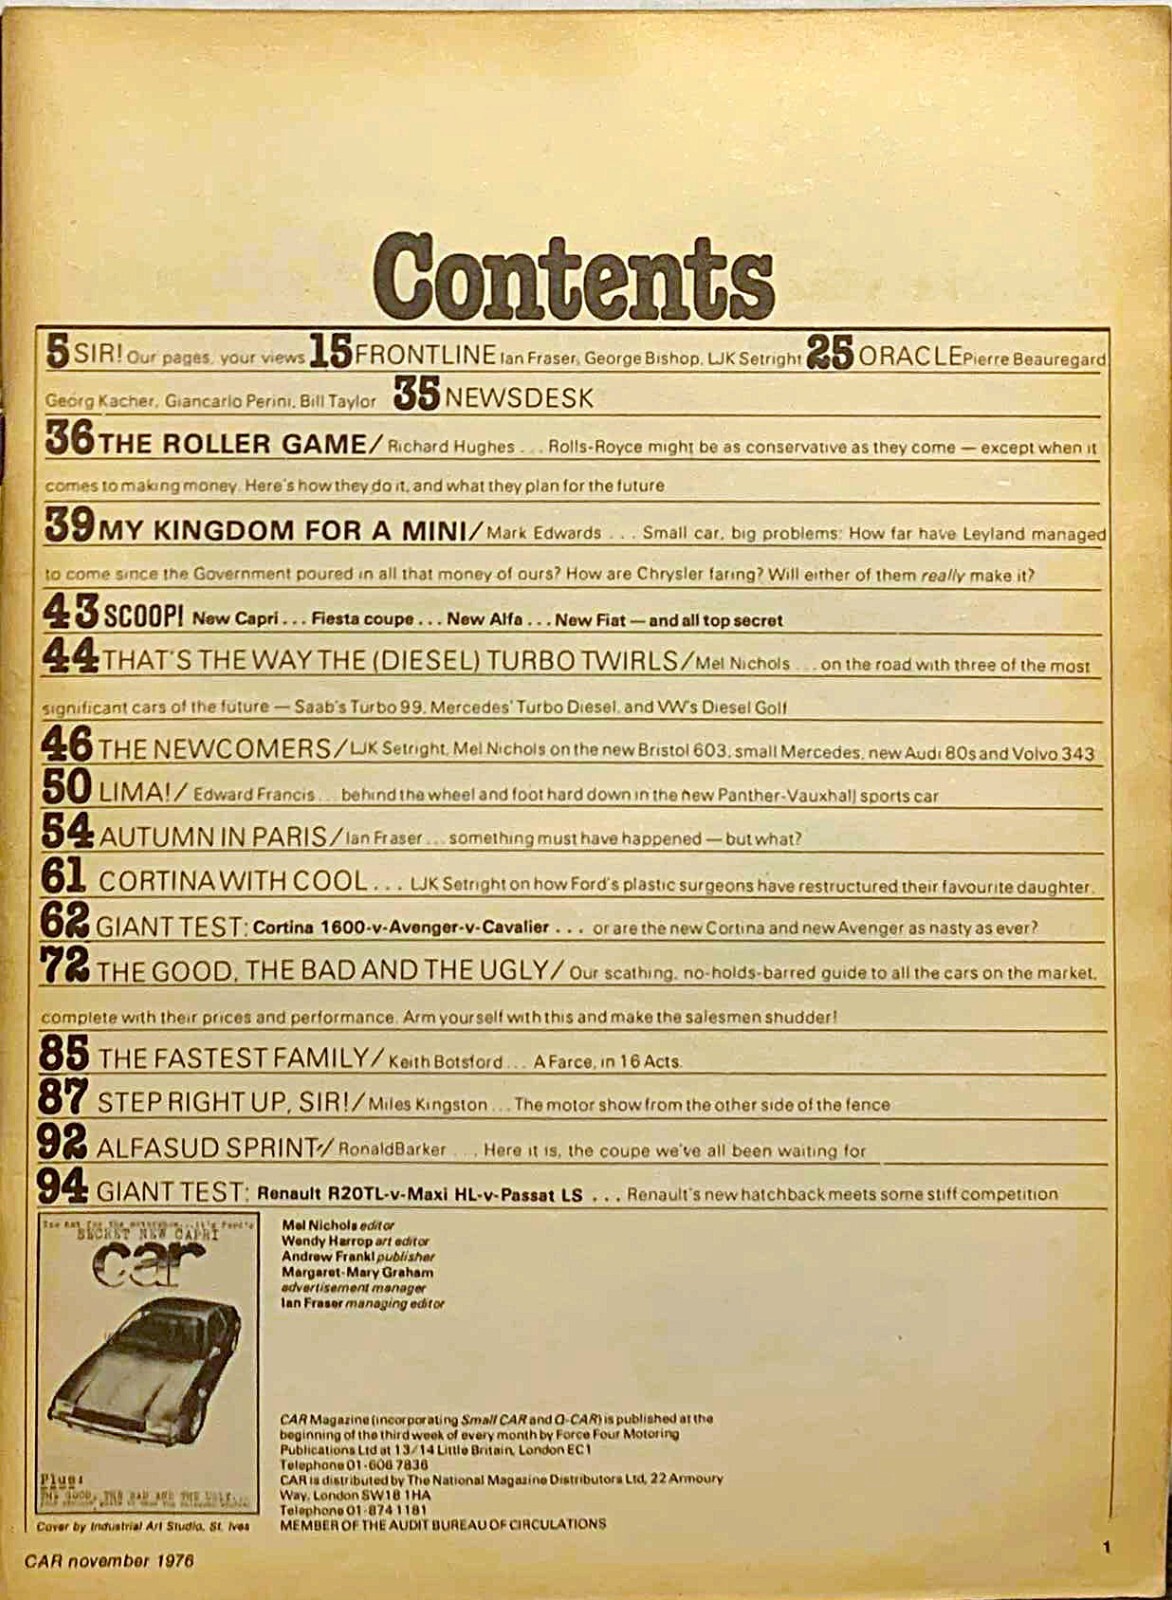 Contents
5 SIR! Our pages, your views 15 FRONTLINE Ian Fraser, George Bishop, LJK Setright 25 ORACLE Pierre Beauregard
Georg Kacher, Giancarlo Perini, Bill Taylor 35 NEWSDESK
36 THE ROLLER GAME/ Richard Hughes ... Rolls-Royce might be as conservative as they come — except when it
comes to making money. Here's how they do it, and what they plan for the future
39 MY KINGDOM FOR A MINI/ Mark Edwards ... Small car, big problems: How far have Leyland managed
to come since the Government poured in all that money of ours? How are Chrysler faring? Will either of them really make it?
43 SCOOP! New Capri ... Fiesta coupe ... New Alfa ... New Fiat — and all top secret
44 THAT'S THE WAY THE (DIESEL) TURBO TWIRLS/ Mel Nichols ... on the road with three of the most
significant cars of the future — Saab's Turbo 99, Mercedes' Turbo Diesel, and VW's Diesel Golf
46 THE NEWCOMERS/ LJK Setright, Mel Nichols on the new Bristol 603, small Mercedes, new Audi 80s and Volvo 343
50 LIMA!/ Edward Francis ... behind the wheel and foot hard down in the new Panther-Vauxhall sports car
54 AUTUMN IN PARIS/ Ian Fraser ... something must have happened — but what?
61 CORTINA WITH COOL ... LJK Setright on how Ford's plastic surgeons have restructured their favourite daughter.
62 GIANT TEST: Cortina 1600-v-Avenger-v-Cavalier ... or are the new Cortina and new Avenger as nasty as ever?
72 THE GOOD, THE BAD AND THE UGLY/ Our scathing, no-holds-barred guide to all the cars on the market,
complete with their prices and performance. Arm yourself with this and make the salesmen shudder!
85 THE FASTEST FAMILY/ Keith Botsford ... A Farce, in 16 Acts.
87 STEP RIGHT UP, SIR!/ Miles Kingston ... The motor show from the other side of the fence
92 ALFASUD SPRINT/ Ronald Barker ... Here it is, the coupe we've all been waiting for
94 GIANT TEST: Renault R20TL-v-Maxi HL-v-Passat LS ... Renault's new hatchback meets some stiff competition
SECRET NEW CAPRI
car
Plus:
THE GOOD, THE BAD AND THE UGLY...
Cover by Industrial Art Studio, St. Ives
Mel Nichols editor
Wendy Harrop art editor
Andrew Frankl publisher
Margaret-Mary Graham
advertisement manager
Ian Fraser managing editor
CAR Magazine (incorporating Small CAR and Q-CAR) is published at the
beginning of the third week of every month by Force Four Motoring
Publications Ltd at 13/14 Little Britain, London EC1
Telephone 01-606 7836
CAR is distributed by The National Magazine Distributors Ltd, 22 Armoury
Way, London SW18 1HA
Telephone 01-874 1181
MEMBER OF THE AUDIT BUREAU OF CIRCULATIONS
CAR november 1976
1